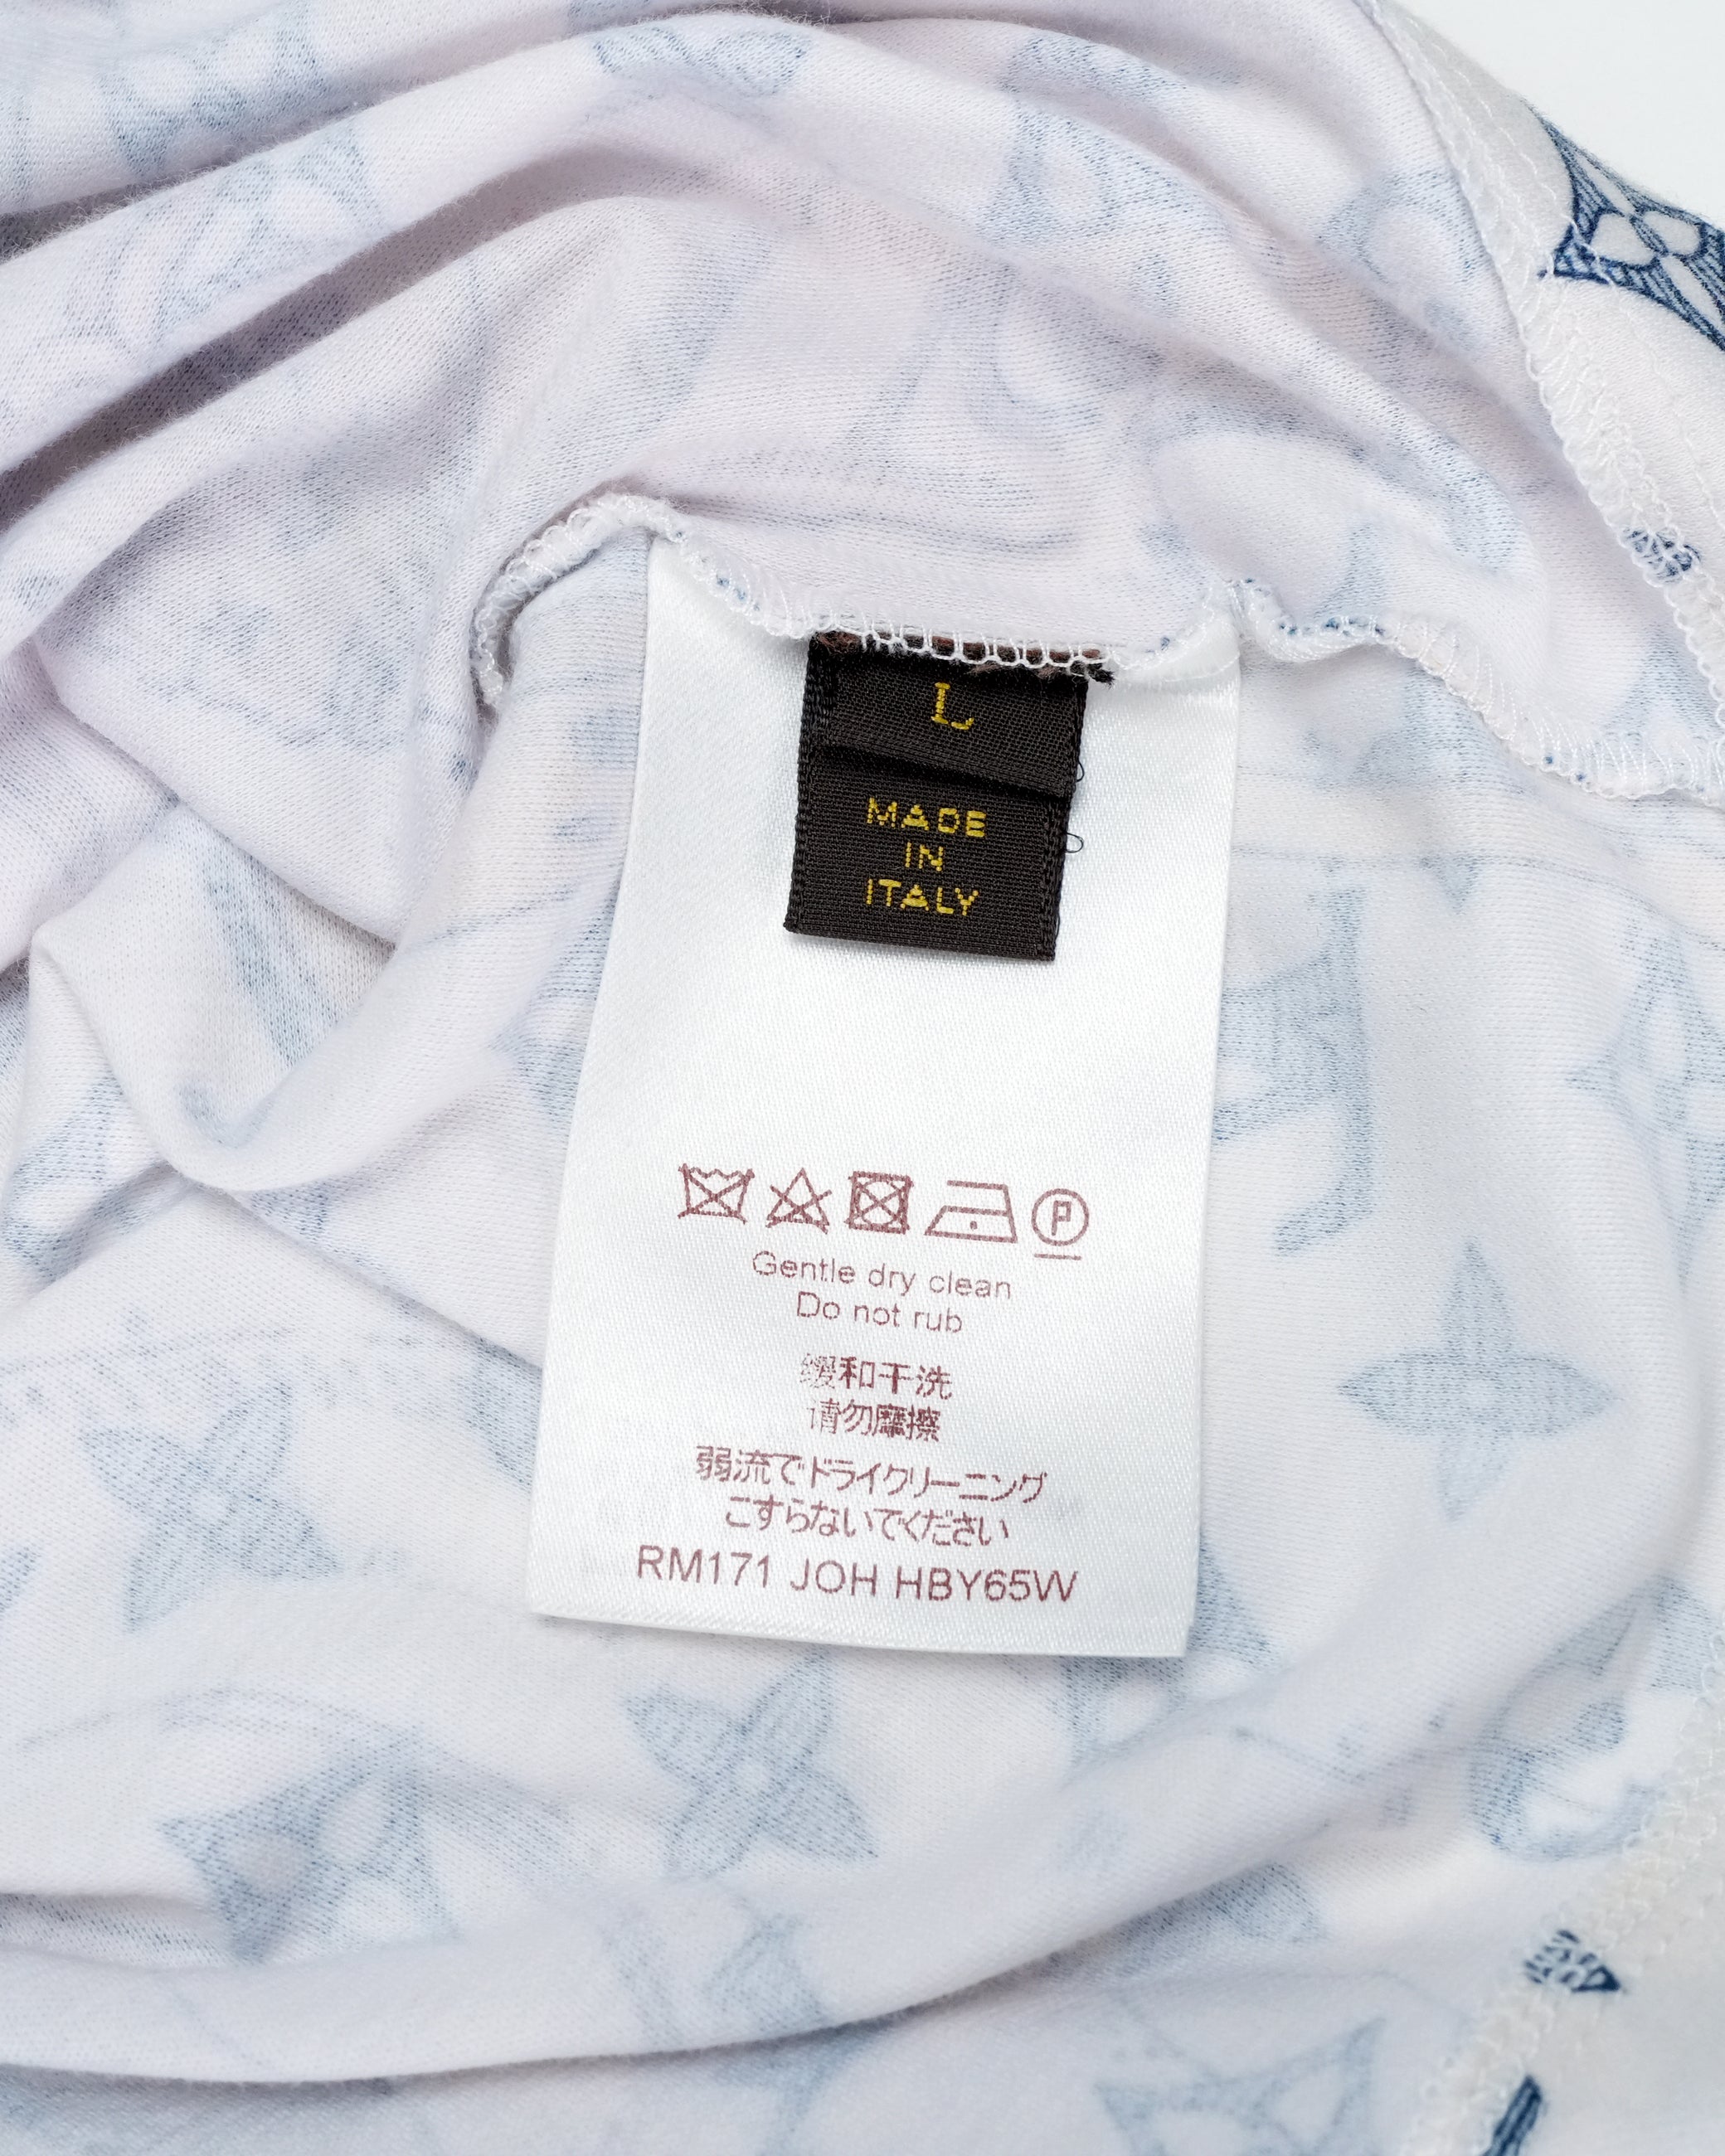 L
MADE
IN
ITALY
P
Gentle dry clean
Do not rub
缓和干洗
请勿摩擦
弱流でドライクリーニング
こすらないでください
RM171 JOH HBY65W